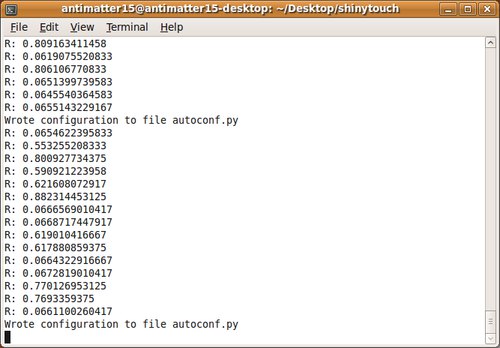 antimatter15@antimatter15-desktop: ~/Desktop/shinytouch
File Edit View Terminal Help
R: 0.809163411458
R: 0.0619075520833
R: 0.806106770833
R: 0.0651399739583
R: 0.0645540364583
R: 0.0655143229167
Wrote configuration to file autoconf.py
R: 0.0654622395833
R: 0.553255208333
R: 0.800927734375
R: 0.590921223958
R: 0.621608072917
R: 0.882314453125
R: 0.0666569010417
R: 0.0668717447917
R: 0.619010416667
R: 0.617880859375
R: 0.0664322916667
R: 0.0672819010417
R: 0.770126953125
R: 0.7693359375
R: 0.0661100260417
Wrote configuration to file autoconf.py